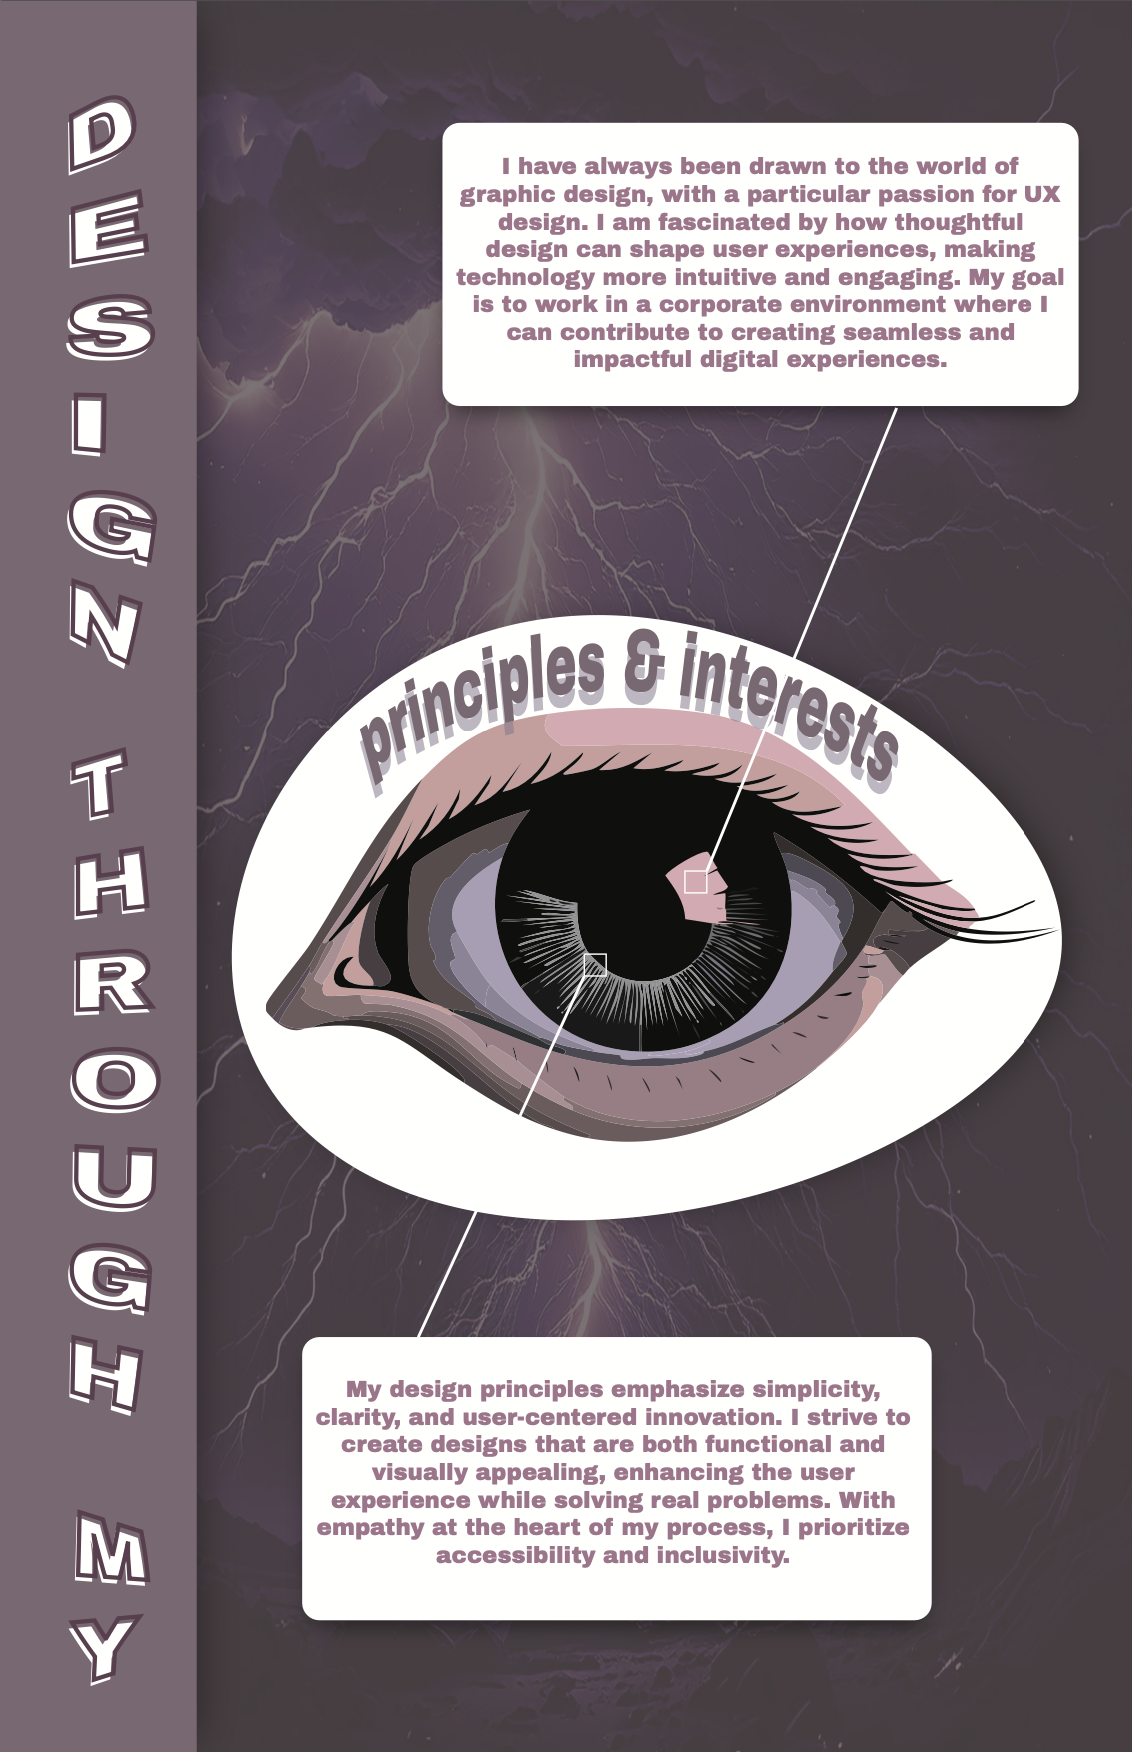 DESIGN THROUGH MY
I have always been drawn to the world of
graphic design, with a particular passion for UX
design. I am fascinated by how thoughtful
design can shape user experiences, making
technology more intuitive and engaging. My goal
is to work in a corporate environment where I
can contribute to creating seamless and
impactful digital experiences.
principles & interests
My design principles emphasize simplicity,
clarity, and user-centered innovation. I strive to
create designs that are both functional and
visually appealing, enhancing the user
experience while solving real problems. With
empathy at the heart of my process, I prioritize
accessibility and inclusivity.